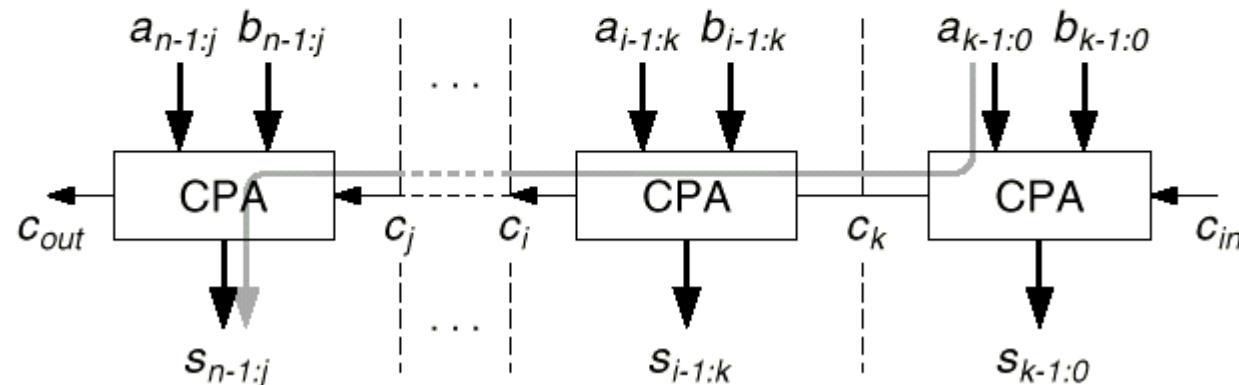 a_{n-1:j} b_{n-1:j} a_{i-1:k} b_{i-1:k} a_{k-1:0} b_{k-1:0}
. . .
CPA CPA CPA
c_{out} c_j c_i c_k c_{in}
. . .
s_{n-1:j} s_{i-1:k} s_{k-1:0}